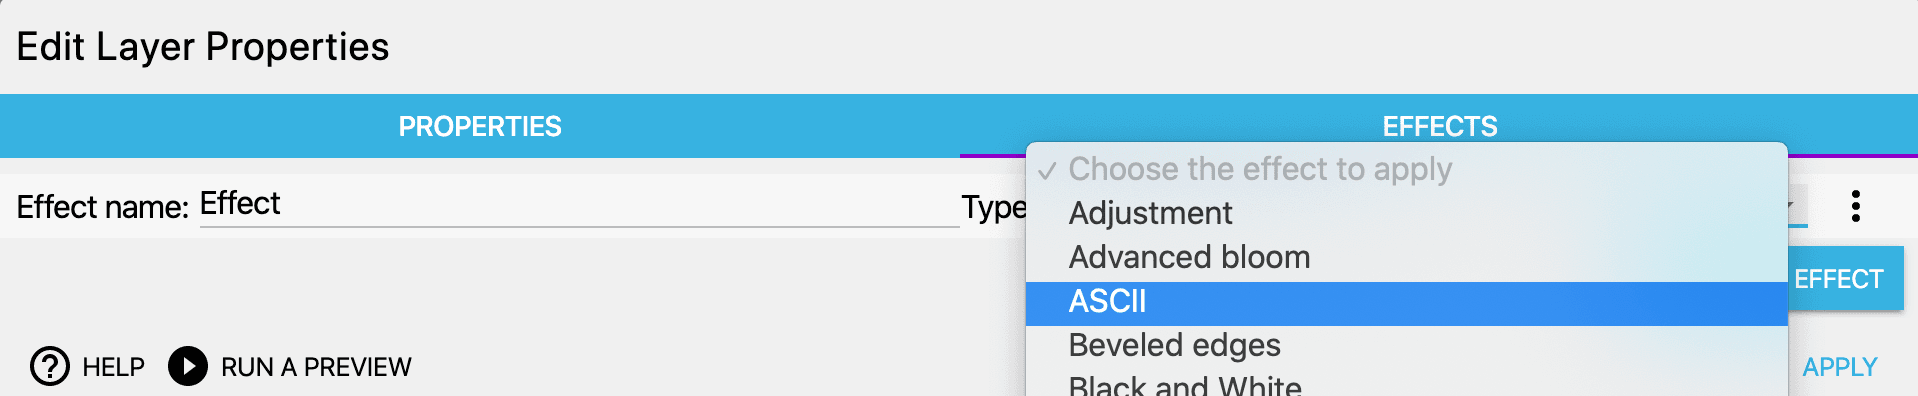 Edit Layer Properties
PROPERTIES
EFFECTS
Effect name: Effect
Type
Choose the effect to apply
Adjustment
Advanced bloom
ASCII
Beveled edges
Black and White
EFFECT
HELP
RUN A PREVIEW
APPLY